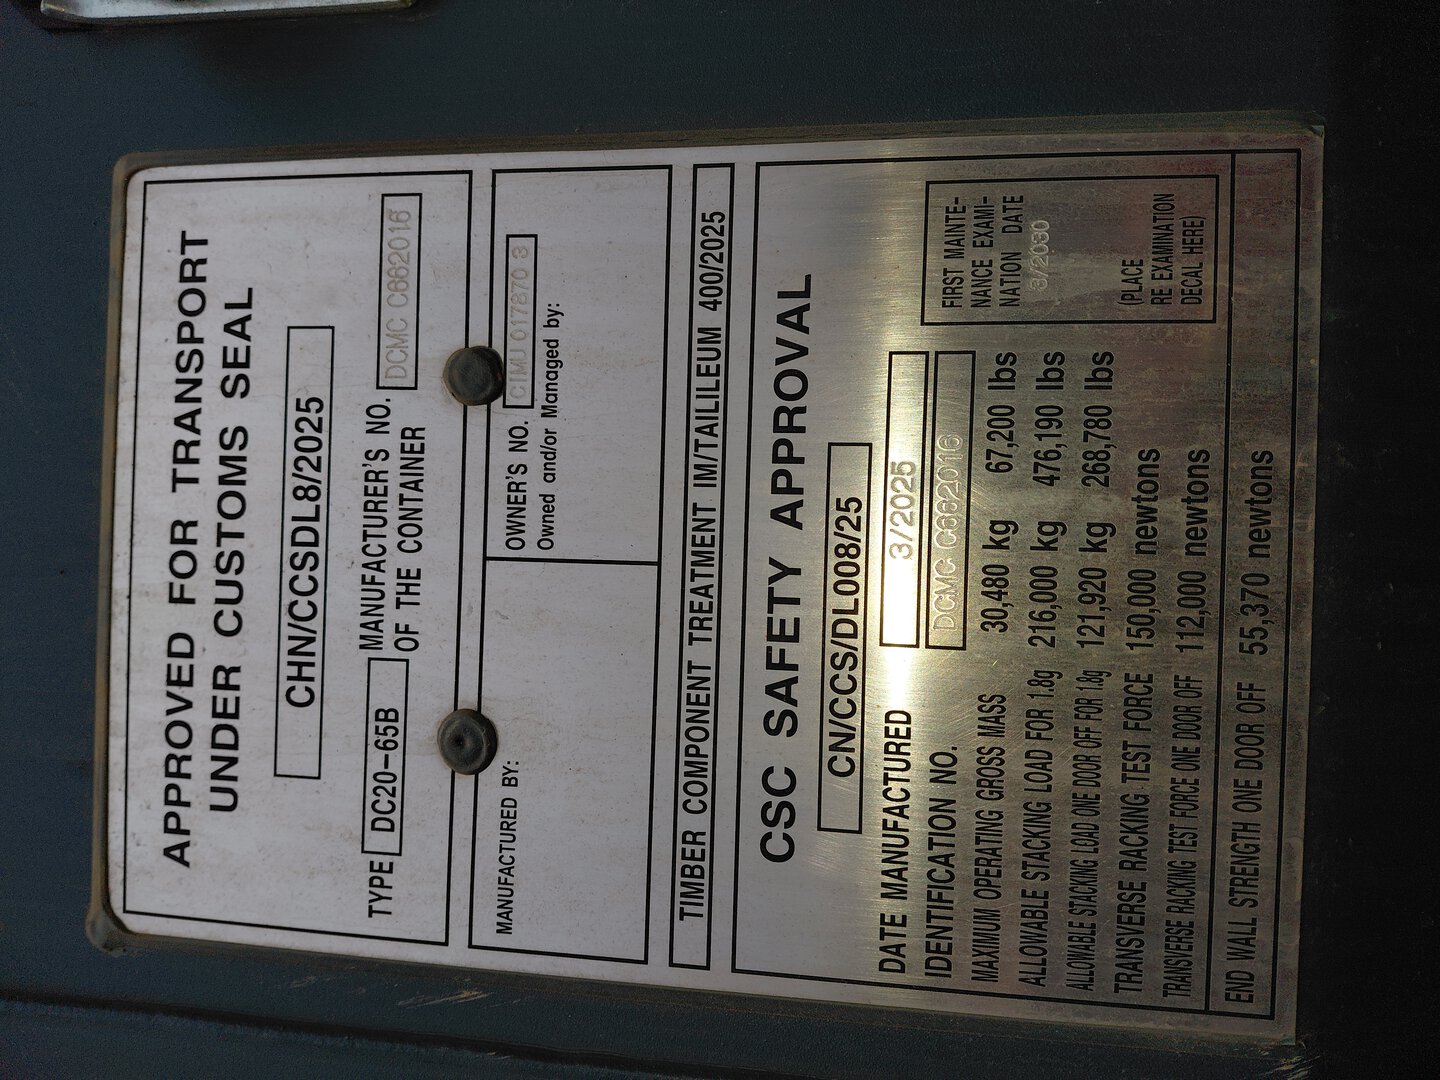 APPROVED FOR TRANSPORT
UNDER CUSTOMS SEAL
CHN/CCSDL8/2025
TYPE DC20-65B MANUFACTURER'S NO. DCMC C662016
OF THE CONTAINER
MANUFACTURED BY:
OWNER'S NO. CIMU 017870 3
Owned and/or Managed by:
TIMBER COMPONENT TREATMENT IM/TAILILEUM 400/2025
CSC SAFETY APPROVAL
CN/CCS/DL008/25
DATE MANUFACTURED 3/2025
IDENTIFICATION NO. DCMC C662016
MAXIMUM OPERATING GROSS MASS 30,480 kg 67,200 lbs
ALLOVABLE STACKING LOAD FOR 1.8g 216,000 kg 476,190 lbs
ALLOWABLE STACKING LOAD ONE DOOR OFF FOR 1.8g 121,920 kg 268,780 lbs
TRANSVERSE RACKING TEST FORCE 150,000 newtons
TRANSVERSE RACKING TEST FORCE ONE DOOR OFF 112,000 newtons
END WALL STRENGTH ONE DOOR OFF 55,370 newtons
FIRST MAINTE-
NANCE EXAMI-
NATION DATE
3/2030
(PLACE
RE EXAMINATION
DECAL HERE)